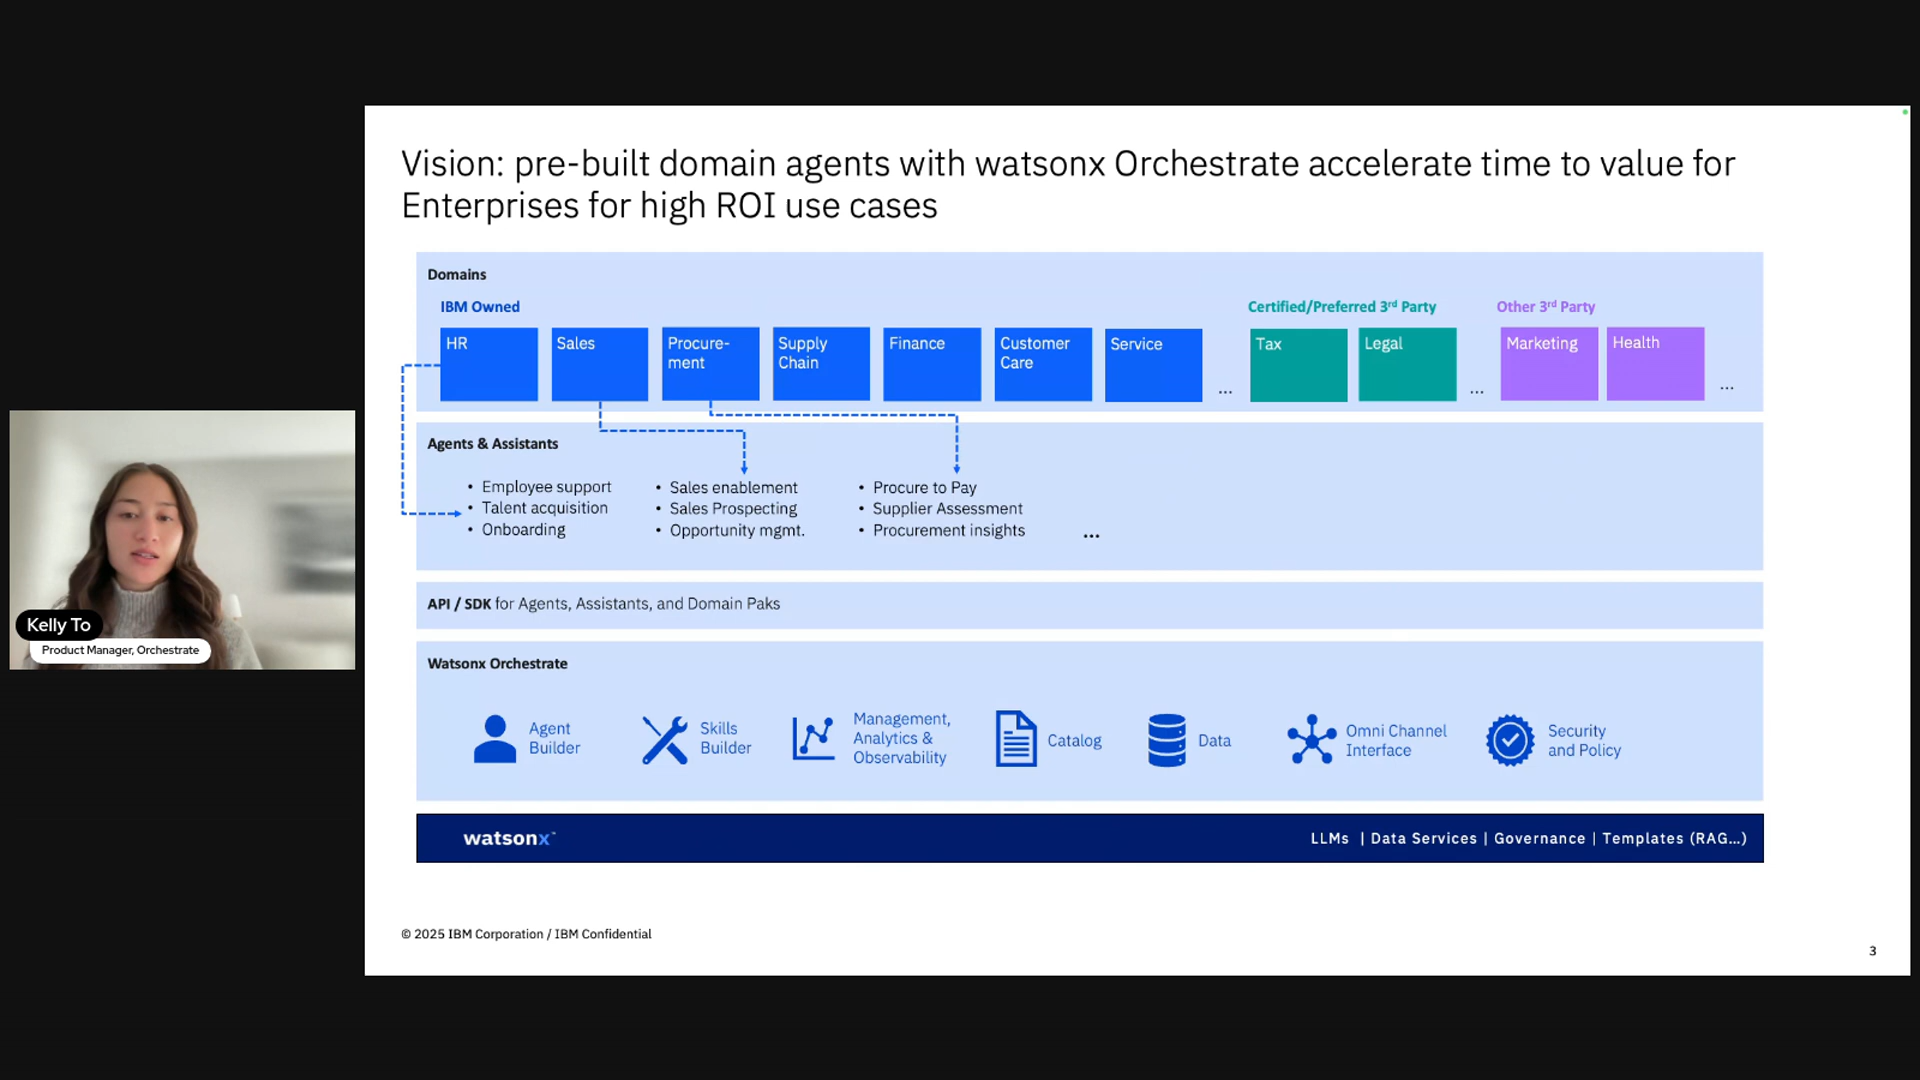 Vision: pre-built domain agents with watsonx Orchestrate accelerate time to value for
Enterprises for high ROI use cases
Domains
IBM Owned
Certified/Preferred 3rd Party
Other 3rd Party
HR
Sales
Procure-
ment
Supply
Chain
Finance
Customer
Care
Service
...
Tax
Legal
...
Marketing
Health
...
Agents & Assistants
• Employee support
• Talent acquisition
• Onboarding
• Sales enablement
• Sales Prospecting
• Opportunity mgmt.
• Procure to Pay
• Supplier Assessment
• Procurement insights
...
API / SDK for Agents, Assistants, and Domain Paks
Watsonx Orchestrate
Agent
Builder
Skills
Builder
Management,
Analytics &
Observability
Catalog
Data
Omni Channel
Interface
Security
and Policy
watsonx™
LLMs | Data Services | Governance | Templates (RAG...)
© 2025 IBM Corporation / IBM Confidential
3
Kelly To
Product Manager, Orchestrate